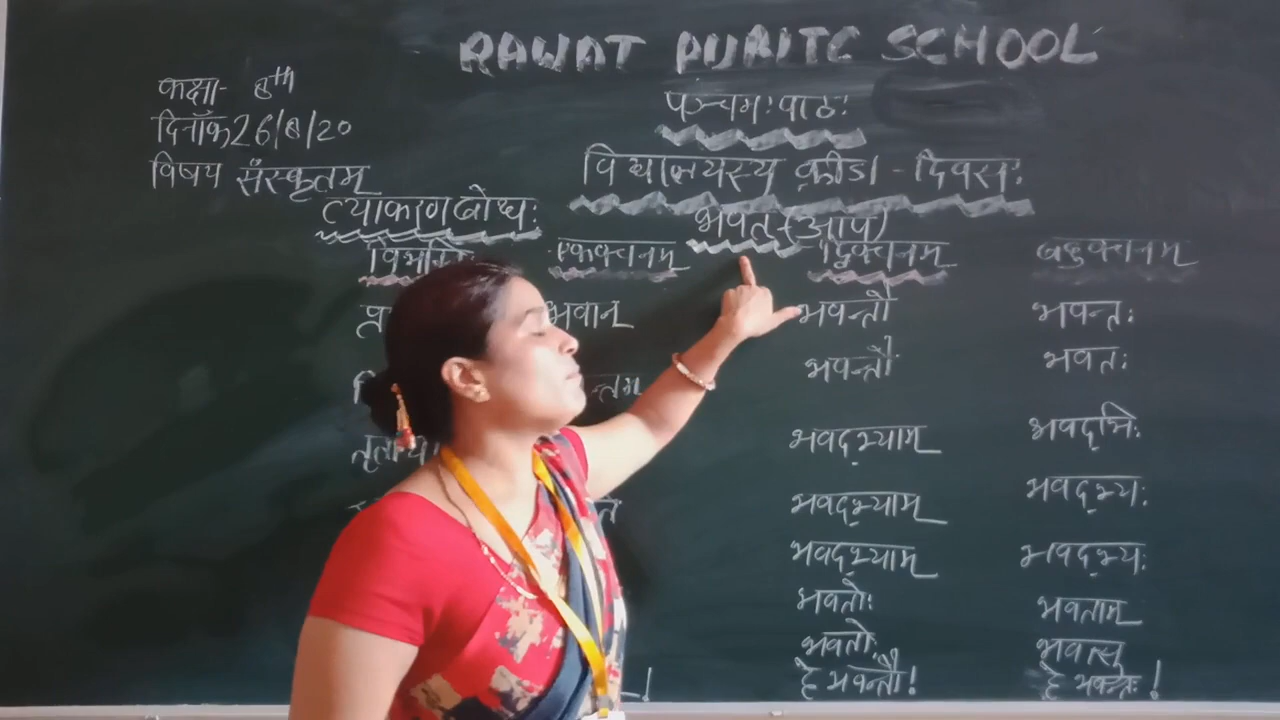 RAWAT PUBLIC SCHOOL
कक्षा- 8th
दिनाँक 26/8/20
विषय संस्कृतम्
पञ्चमः पाठः
विद्यालयस्य क्रीडा - दिवसः
व्याकरणबोधः
भवत् (आप)
एकवचनम् द्विवचनम् बहुवचनम्
भवान् भवन्तौ भवन्तः
भवन्तौ भवतः
भवद्भ्याम् भवद्भिः
भवद्भ्याम् भवद्भ्यः
भवद्भ्याम् भवद्भ्यः
भवतोः भवताम्
भवतोः भवत्सु
हे भवन्तौ! हे भवन्तः!